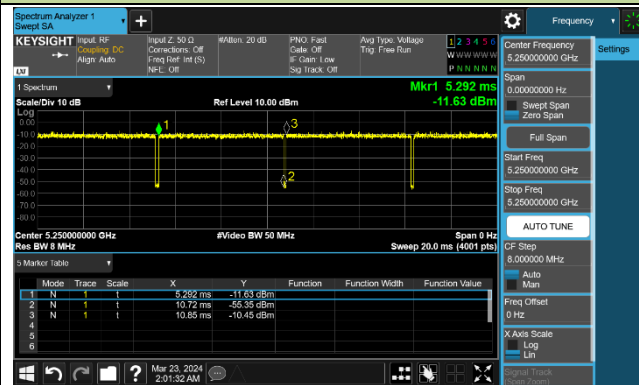 Spectrum Analyzer 1
Swept SA
Frequency
KEYSIGHT
Input: RF
Coupling: DC
Align: Auto
Input Z: 50 Ω
Corrections: Off
Freq Ref: Int (S)
NFE: Off
#Atten: 20 dB
PNO: Fast
Gate: Off
IF Gain: Low
Sig Track: Off
Avg Type: Voltage
Trig: Free Run
1 2 3 4 5 6
W W W W W W
P N N N N N
LXI
1 Spectrum
Scale/Div 10 dB
Ref Level 10.00 dBm
Mkr1 5.292 ms
-11.63 dBm
Log
0.00
-10.0
-20.0
-30.0
-40.0
-50.0
-60.0
-70.0
-80.0
1
3
2
Center 5.250000000 GHz
#Video BW 50 MHz
Span 0 Hz
Res BW 8 MHz
Sweep 20.0 ms (4001 pts)
5 Marker Table
Mode Trace Scale X Y Function Function Width Function Value
1 N 1 t 5.292 ms -11.63 dBm
2 N 1 t 10.72 ms -55.35 dBm
3 N 1 t 10.85 ms -10.45 dBm
4
5
6
Center Frequency
5.250000000 GHz
Settings
Span
0.00000000 Hz
Swept Span
Zero Span
Full Span
Start Freq
5.250000000 GHz
Stop Freq
5.250000000 GHz
AUTO TUNE
CF Step
8.000000 MHz
Auto
Man
Freq Offset
0 Hz
X Axis Scale
Log
Lin
Signal Track
(Span Zoom)
Mar 23, 2024
2:01:32 AM